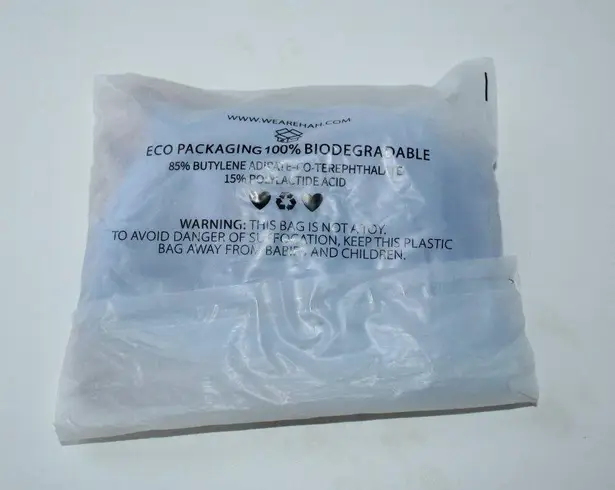 WWW.WEAREHAH.COM
ECO PACKAGING 100% BIODEGRADABLE
85% BUTYLENE ADIPATE-CO-TEREPHTHALATE
15% POLYLACTIDE ACID
WARNING: THIS BAG IS NOT A TOY.
TO AVOID DANGER OF SUFFOCATION, KEEP THIS PLASTIC
BAG AWAY FROM BABIES AND CHILDREN.